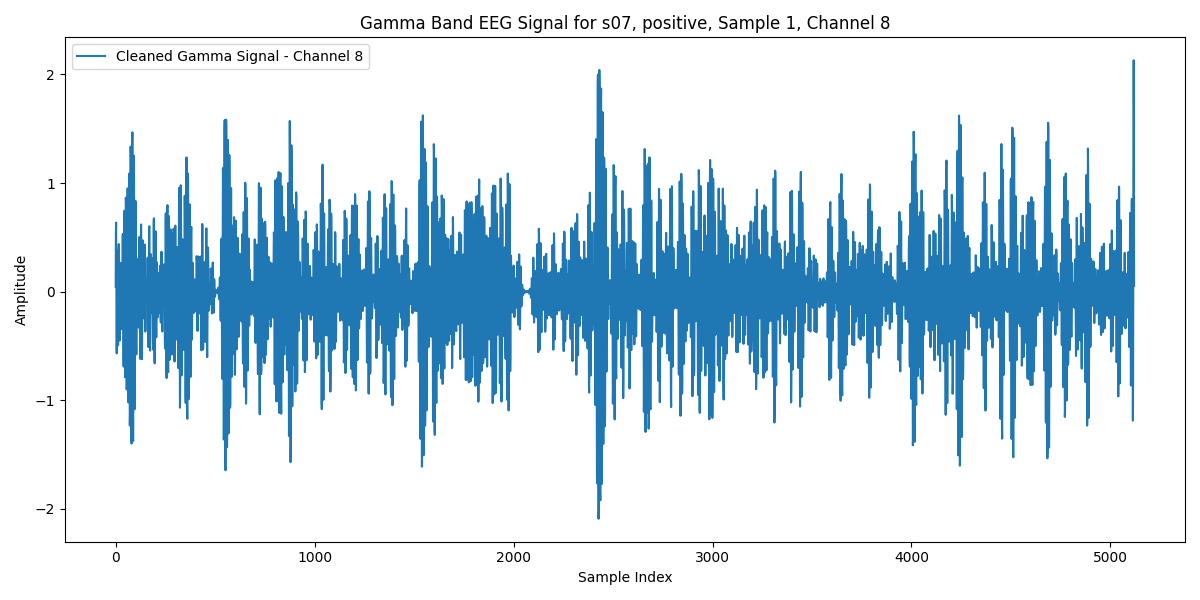 Gamma Band EEG Signal for s07, positive, Sample 1, Channel 8
Cleaned Gamma Signal - Channel 8
2
1
0
−1
−2
Amplitude
0 1000 2000 3000 4000 5000
Sample Index